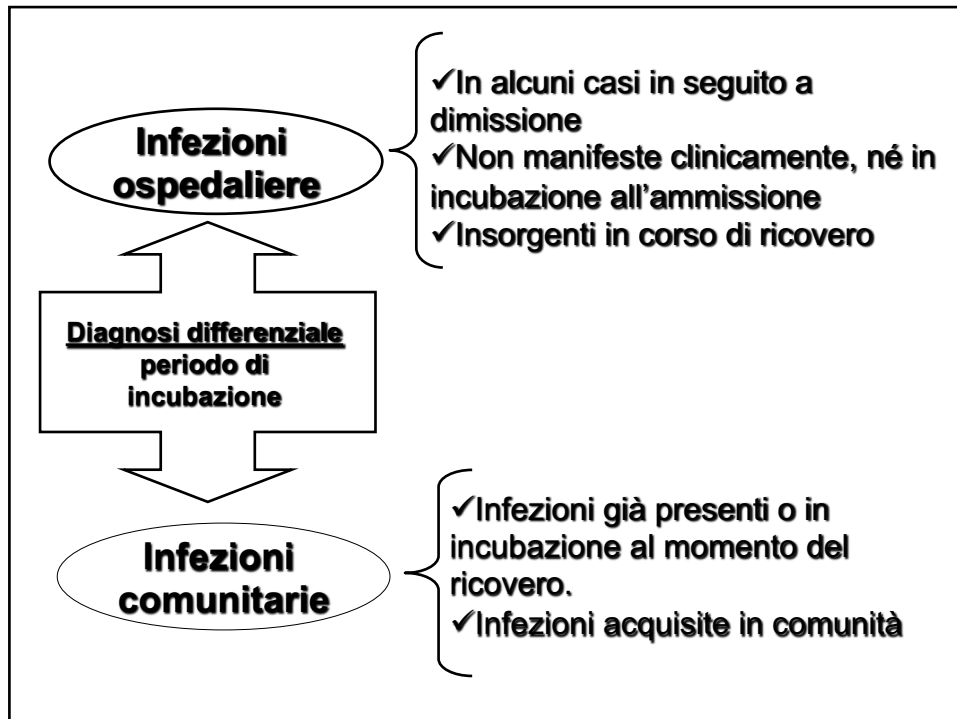 ✓In alcuni casi in seguito a
dimissione
✓Non manifeste clinicamente, né in
incubazione all’ammissione
✓Insorgenti in corso di ricovero
Infezioni
ospedaliere
Diagnosi differenziale
periodo di
incubazione
Infezioni
comunitarie
✓Infezioni già presenti o in
incubazione al momento del
ricovero.
✓Infezioni acquisite in comunità